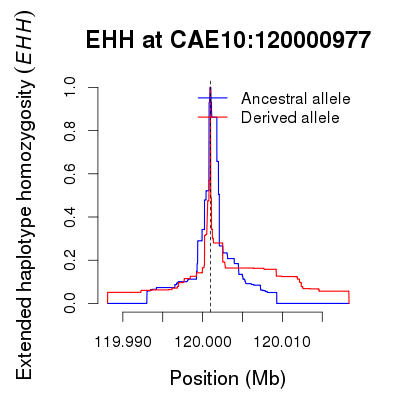 EHH at CAE10:120000977
Extended haplotype homozygosity (EHH)
1.0
0.8
0.6
0.4
0.2
0.0
Ancestral allele
Derived allele
119.990 120.000 120.010
Position (Mb)